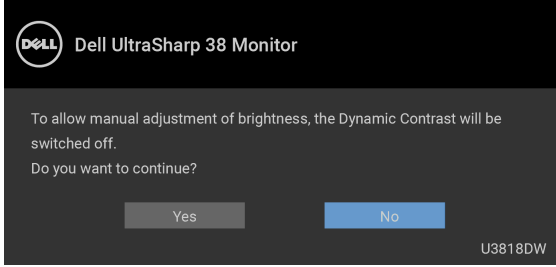 DELL
Dell UltraSharp 38 Monitor
To allow manual adjustment of brightness, the Dynamic Contrast will be
switched off.
Do you want to continue?
Yes
No
U3818DW